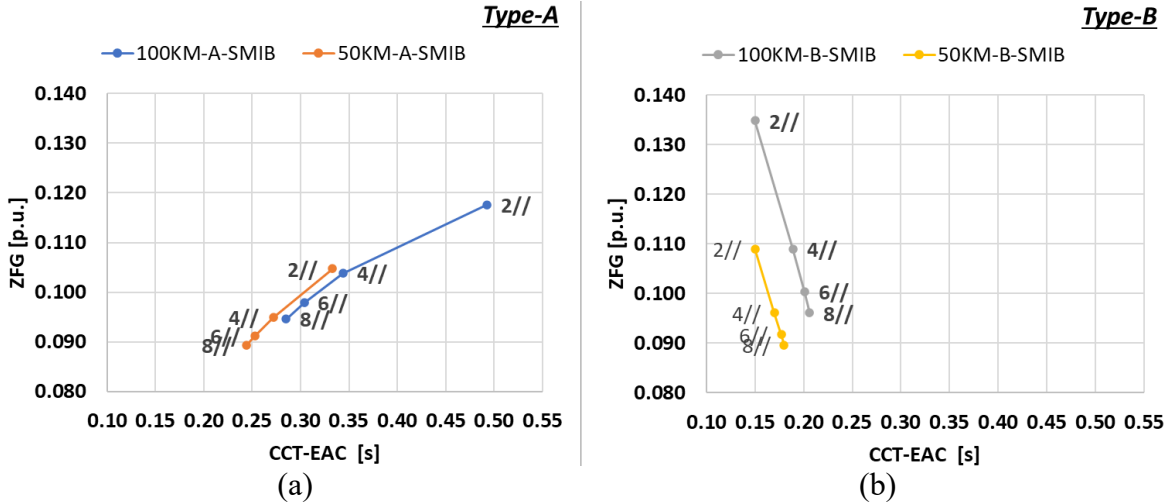 Type-A
100KM-A-SMIB 50KM-A-SMIB
0.140
0.130
0.120
0.110
0.100
0.090
0.080
ZFG [p.u.]
2//
2//
4//
4//
6//
6//
8//
8//
0.10 0.15 0.20 0.25 0.30 0.35 0.40 0.45 0.50 0.55
CCT-EAC [s]
(a)
Type-B
100KM-B-SMIB 50KM-B-SMIB
0.140
0.130
0.120
0.110
0.100
0.090
0.080
ZFG [p.u.]
2//
2//
4//
6//
4//
8//
6//
8//
0.10 0.15 0.20 0.25 0.30 0.35 0.40 0.45 0.50 0.55
CCT-EAC [s]
(b)